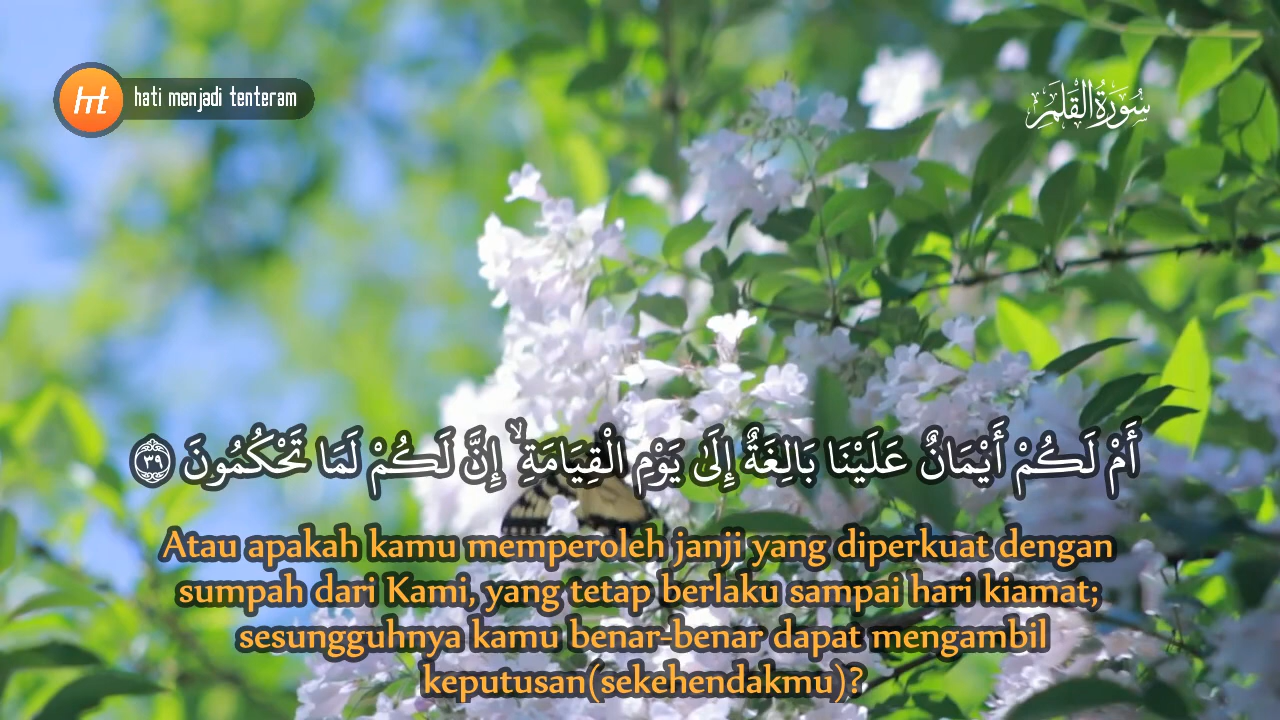 ht
hati menjadi tenteram
سُورَةُ القَلَمِ
أَمْ لَكُمْ أَيْمَانٌ عَلَيْنَا بَالِغَةٌ إِلَىٰ يَوْمِ الْقِيَامَةِ ۙ إِنَّ لَكُمْ لَمَا تَحْكُمُونَ ٣٩
Atau apakah kamu memperoleh janji yang diperkuat dengan
sumpah dari Kami, yang tetap berlaku sampai hari kiamat;
sesungguhnya kamu benar-benar dapat mengambil
keputusan(sekehendakmu)?